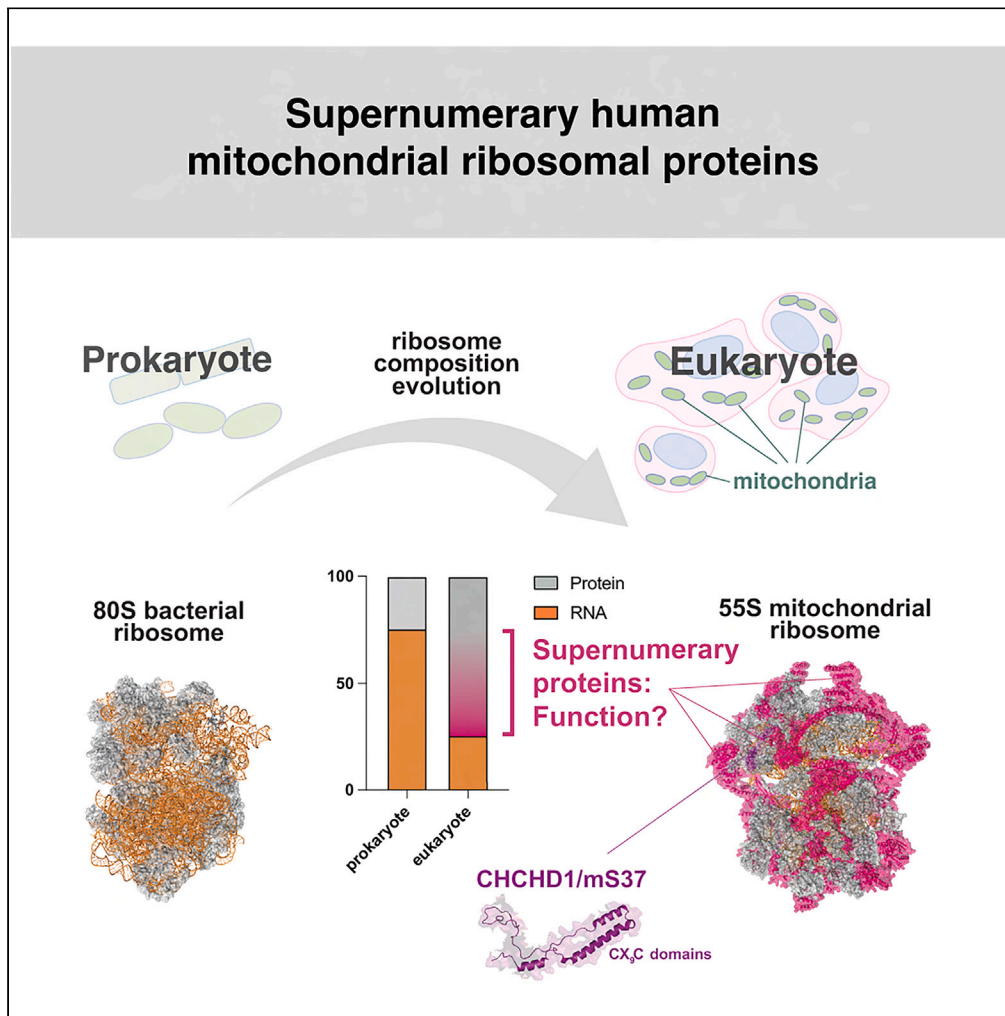 Supernumerary human
mitochondrial ribosomal proteins
Prokaryote
ribosome
composition
evolution
Eukaryote
mitochondria
80S bacterial
ribosome
100
50
0
prokaryote
eukaryote
Protein
RNA
Supernumerary
proteins:
Function?
55S mitochondrial
ribosome
CHCHD1/mS37
CX₉C domains